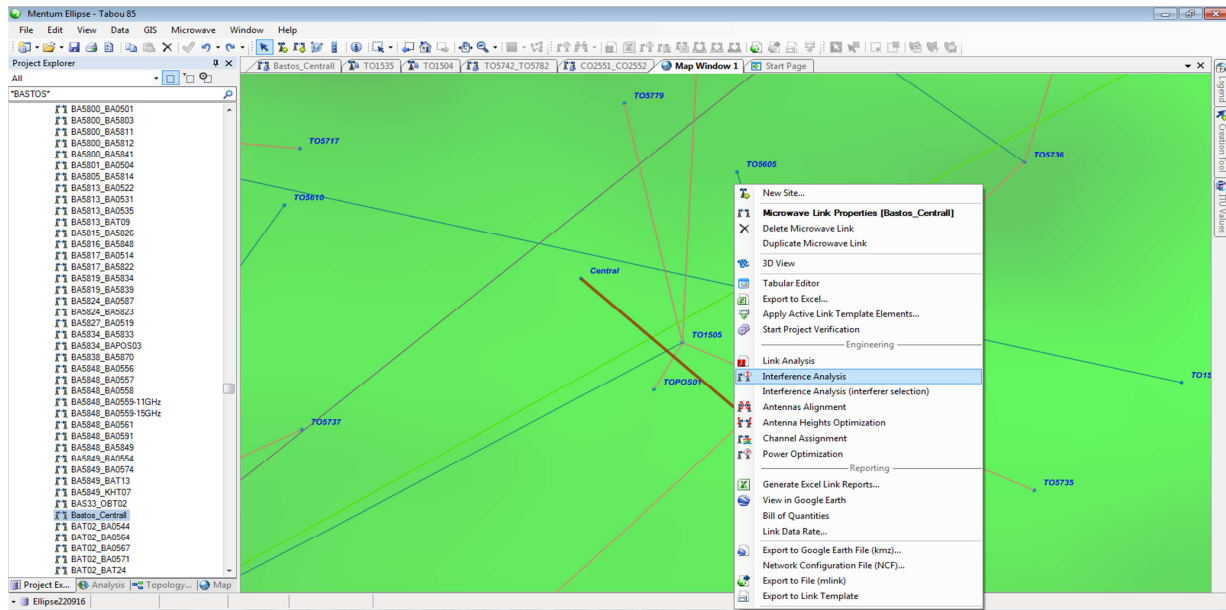 Mentum Ellipse - Tabou 85
File Edit View Data GIS Microwave Window Help
Project Explorer
Bastos_Centrall TO1535 TO1504 TO5742_TO5782 CO2551_CO2552 Map Window 1 Start Page
All
*BASTOS*
BA5800_BA0501
BA5800_BA5803
BA5800_BA5811
BA5800_BA5812
BA5800_BA5841
BA5801_BA0504
BA5805_BA5814
BA5813_BA0522
BA5813_BA0531
BA5813_BA0535
BA5813_BAT09
BA5815_BA5826
BA5816_BA5848
BA5817_BA0514
BA5817_BA5822
BA5819_BA5834
BA5819_BA5839
BA5824_BA0587
BA5824_BA5823
BA5827_BA0519
BA5834_BA5833
BA5834_BAPOS03
BA5838_BA5870
BA5848_BA0556
BA5848_BA0557
BA5848_BA0558
BA5848_BA0559-11GHz
BA5848_BA0559-15GHz
BA5848_BA0561
BA5848_BA0591
BA5848_BA5849
BA5849_BA0554
BA5849_BA0574
BA5849_BAT13
BA5849_KHT07
BAS33_OBT02
Bastos_Centrall
BAT02_BA0544
BAT02_BA0564
BAT02_BA0567
BAT02_BA0571
BAT02_BAT24
Project Ex... Analysis Topology... Map
Ellipse220916
TO5779
TO5717
TO5736
TO5605
TO5610
Central
TO1505
TOPOS01
TO15
TO5737
TO5735
New Site...
Microwave Link Properties [Bastos_Centrall]
Delete Microwave Link
Duplicate Microwave Link
3D View
Tabular Editor
Export to Excel...
Apply Active Link Template Elements...
Start Project Verification
Engineering
Link Analysis
Interference Analysis
Interference Analysis (interferer selection)
Antennas Alignment
Antenna Heights Optimization
Channel Assignment
Power Optimization
Reporting
Generate Excel Link Reports...
View in Google Earth
Bill of Quantities
Link Data Rate...
Export to Google Earth File (kmz)...
Network Configuration File (NCF)...
Export to File (mlink)
Export to Link Template
Legend
Creation Tool
ITU Values